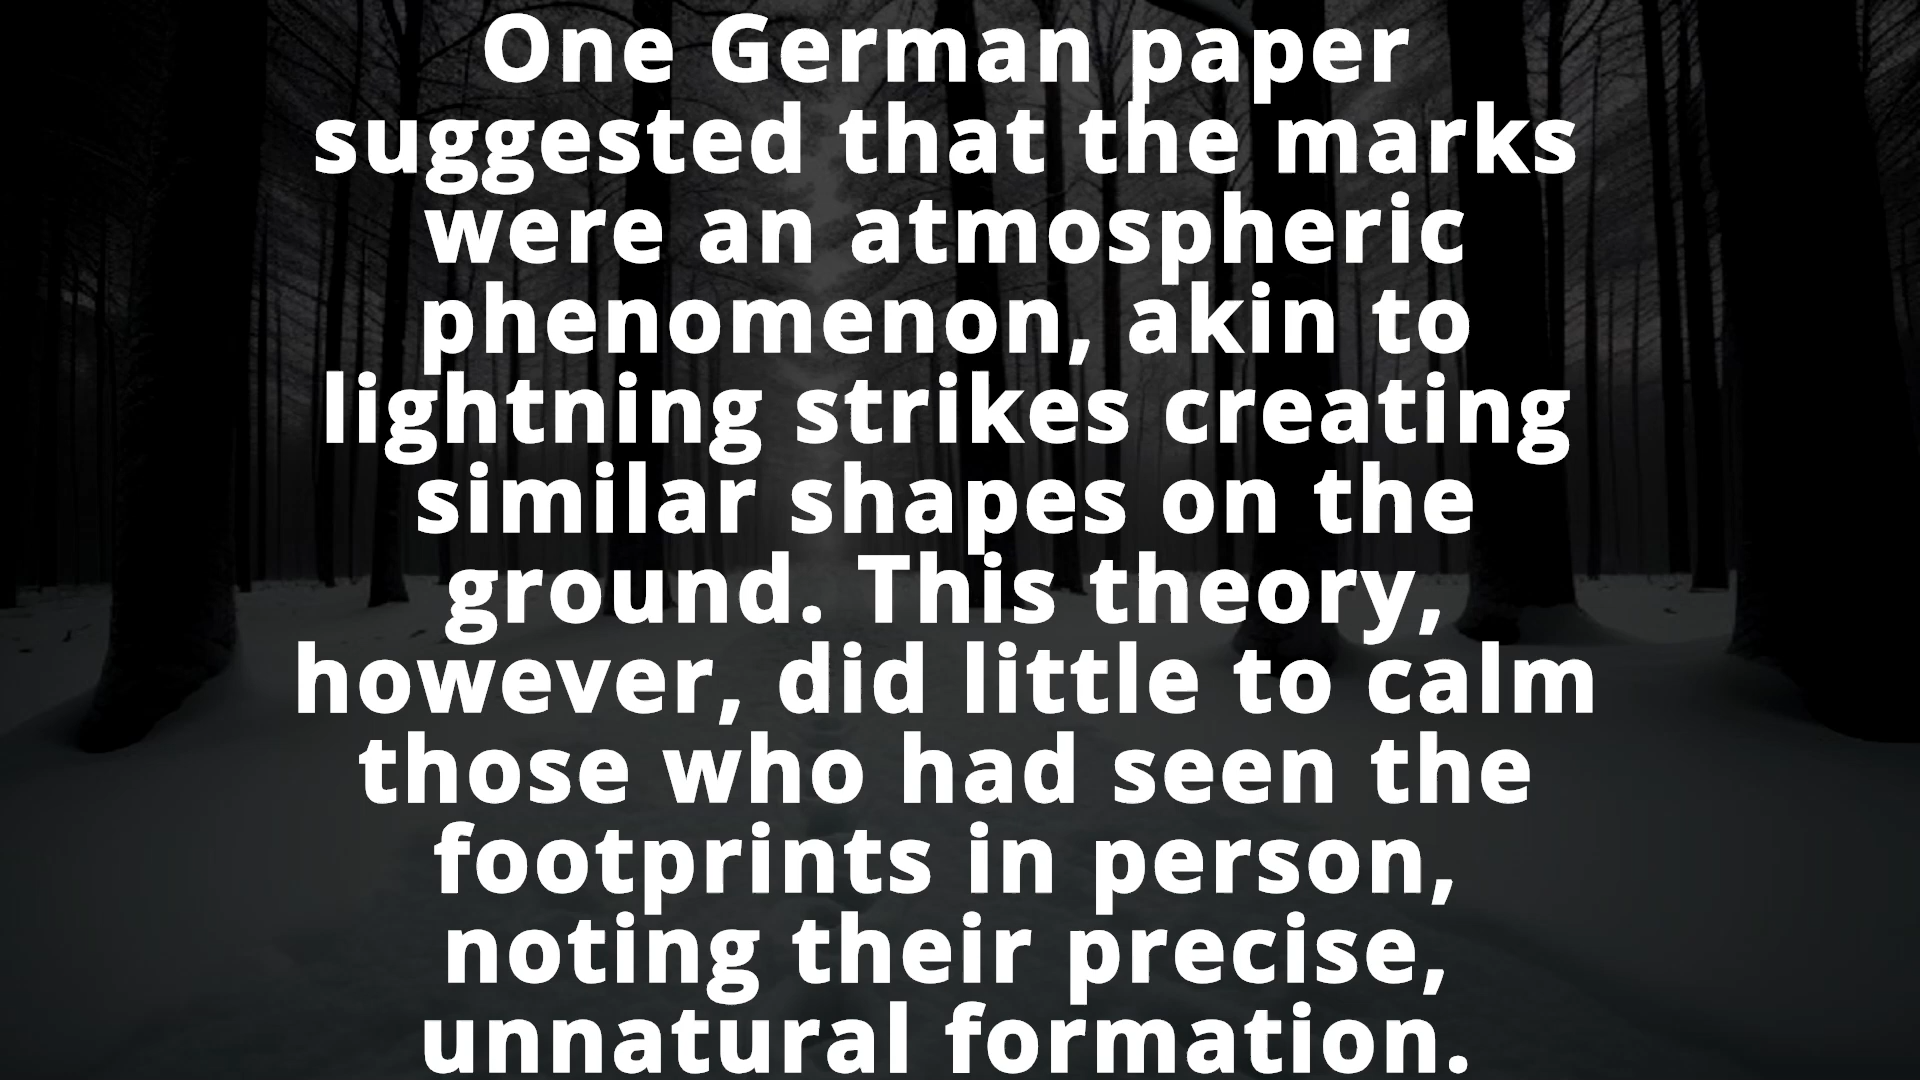 One German paper
suggested that the marks
were an atmospheric
phenomenon, akin to
lightning strikes creating
similar shapes on the
ground. This theory,
however, did little to calm
those who had seen the
footprints in person,
noting their precise,
unnatural formation.